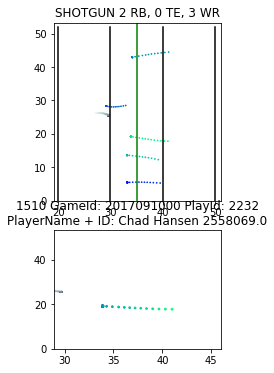 SHOTGUN 2 RB, 0 TE, 3 WR
50
40
30
20
10
0
20 30 40 50
1510 GameId: 2017091000 PlayId: 2232
PlayerName + ID: Chad Hansen 2558069.0
40
20
0
30 35 40 45